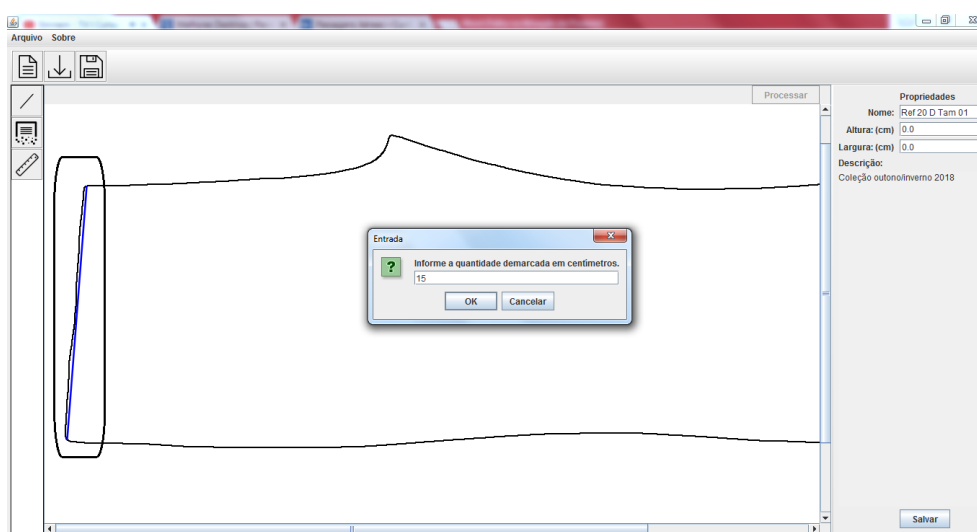 Arquivo Sobre
Processar
Propriedades
Nome: Ref 20 D Tam 01
Altura: (cm) 0.0
Largura: (cm) 0.0
Descrição:
Coleção outono/inverno 2018
Entrada
Informe a quantidade demarcada em centímetros.
15
OK Cancelar
Salvar